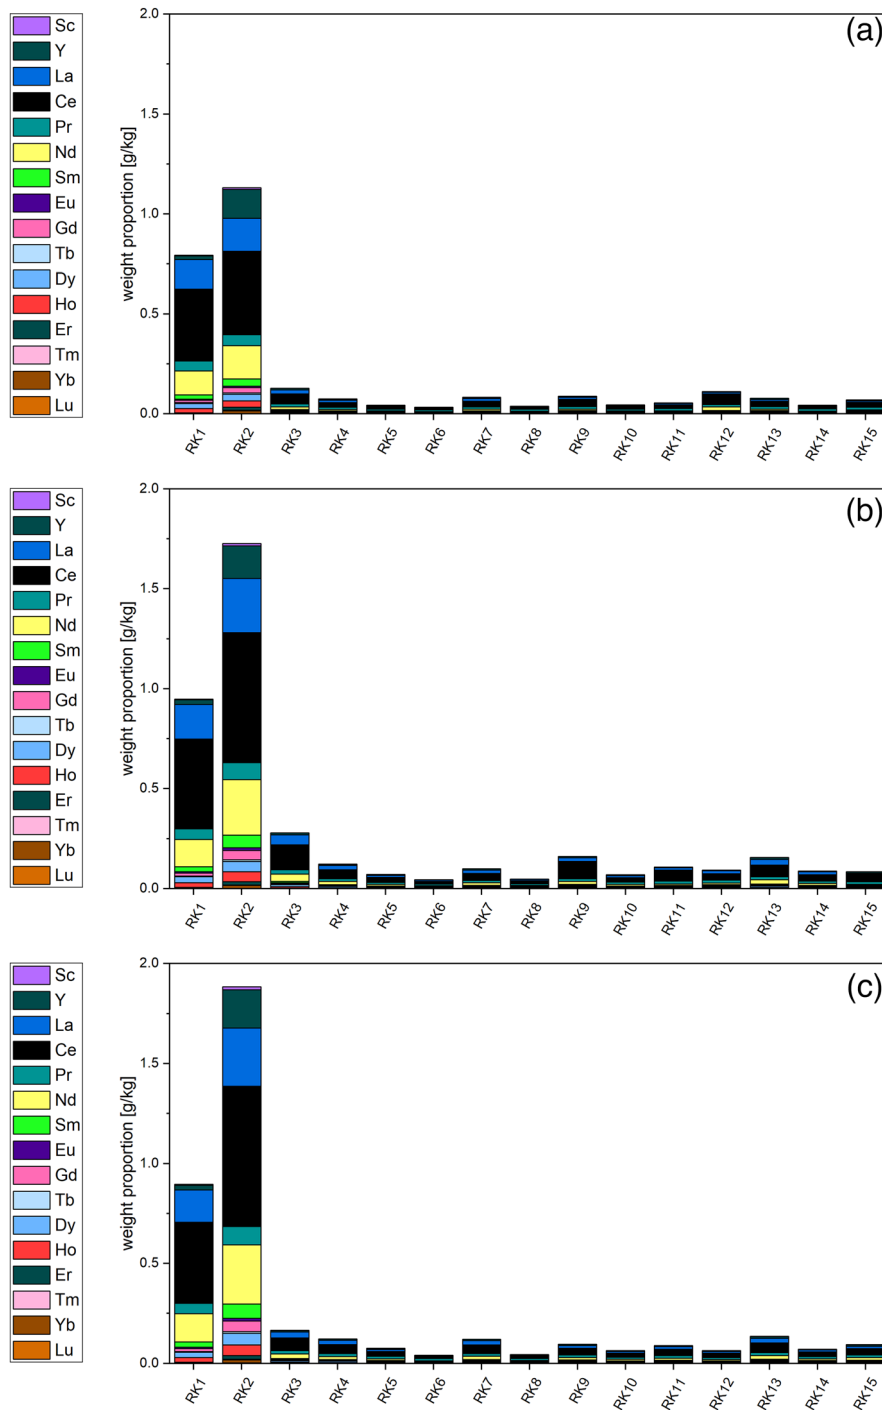 Sc
Y
La
Ce
Pr
Nd
Sm
Eu
Gd
Tb
Dy
Ho
Er
Tm
Yb
Lu
(a)
weight proportion [g/kg]
2.0
1.5
1.0
0.5
0.0
RK1 RK2 RK3 RK4 RK5 RK6 RK7 RK8 RK9 RK10 RK11 RK12 RK13 RK14 RK15
Sc
Y
La
Ce
Pr
Nd
Sm
Eu
Gd
Tb
Dy
Ho
Er
Tm
Yb
Lu
(b)
weight proportion [g/kg]
2.0
1.5
1.0
0.5
0.0
RK1 RK2 RK3 RK4 RK5 RK6 RK7 RK8 RK9 RK10 RK11 RK12 RK13 RK14 RK15
Sc
Y
La
Ce
Pr
Nd
Sm
Eu
Gd
Tb
Dy
Ho
Er
Tm
Yb
Lu
(c)
weight proportion [g/kg]
2.0
1.5
1.0
0.5
0.0
RK1 RK2 RK3 RK4 RK5 RK6 RK7 RK8 RK9 RK10 RK11 RK12 RK13 RK14 RK15